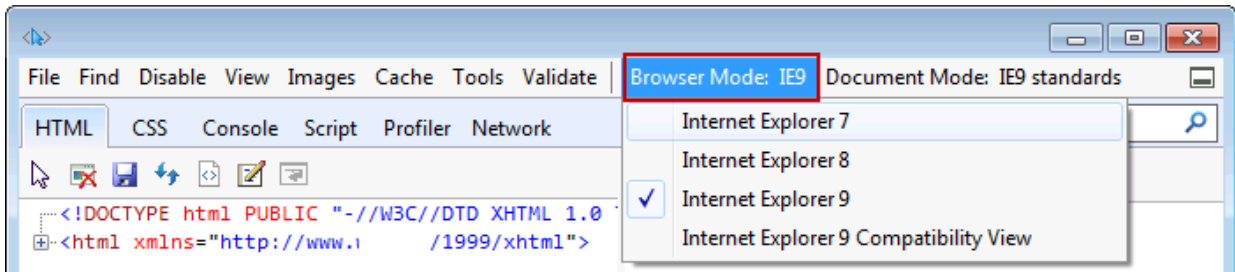 File Find Disable View Images Cache Tools Validate Browser Mode: IE9 Document Mode: IE9 standards
HTML CSS Console Script Profiler Network
Internet Explorer 7
Internet Explorer 8
Internet Explorer 9
Internet Explorer 9 Compatibility View
<!DOCTYPE html PUBLIC "-//W3C//DTD XHTML 1.0
<html xmlns="http://www. /1999/xhtml">